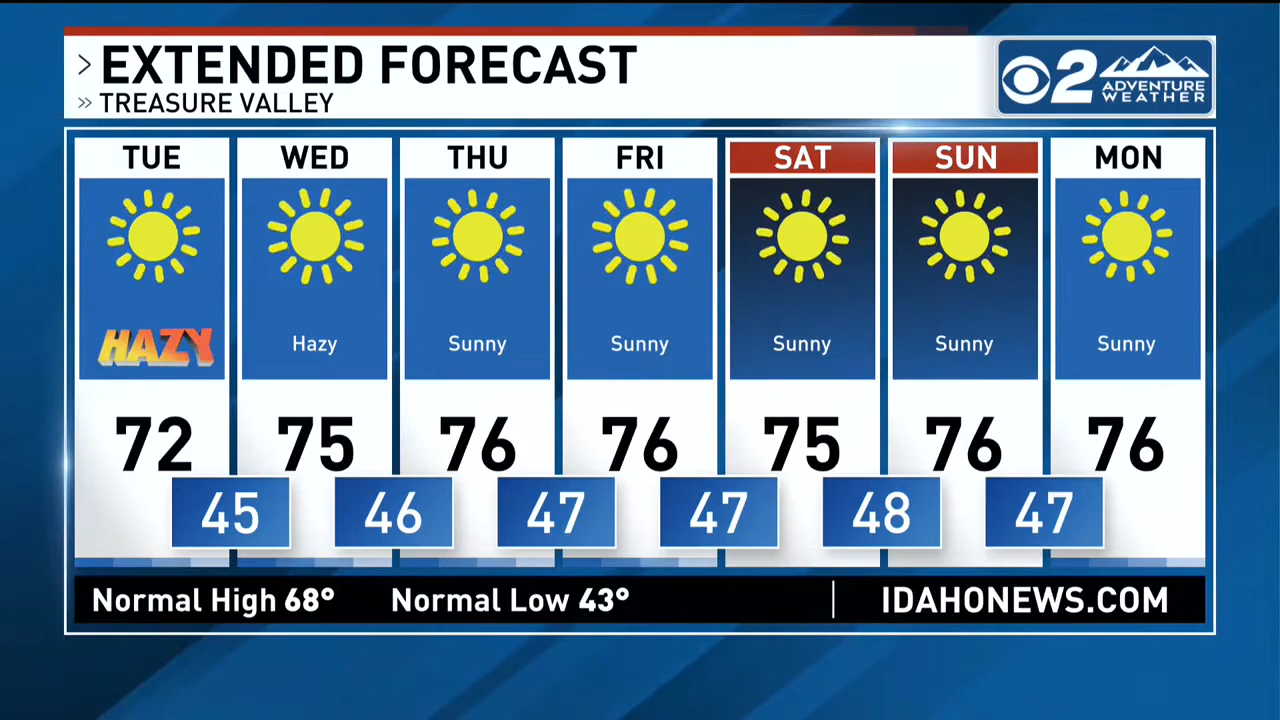 > EXTENDED FORECAST
» TREASURE VALLEY
2 ADVENTURE
WEATHER
TUE WED THU FRI SAT SUN MON
HAZY Hazy Sunny Sunny Sunny Sunny Sunny
72 75 76 76 75 76 76
45 46 47 47 48 47
Normal High 68° Normal Low 43° IDAHONEWS.COM